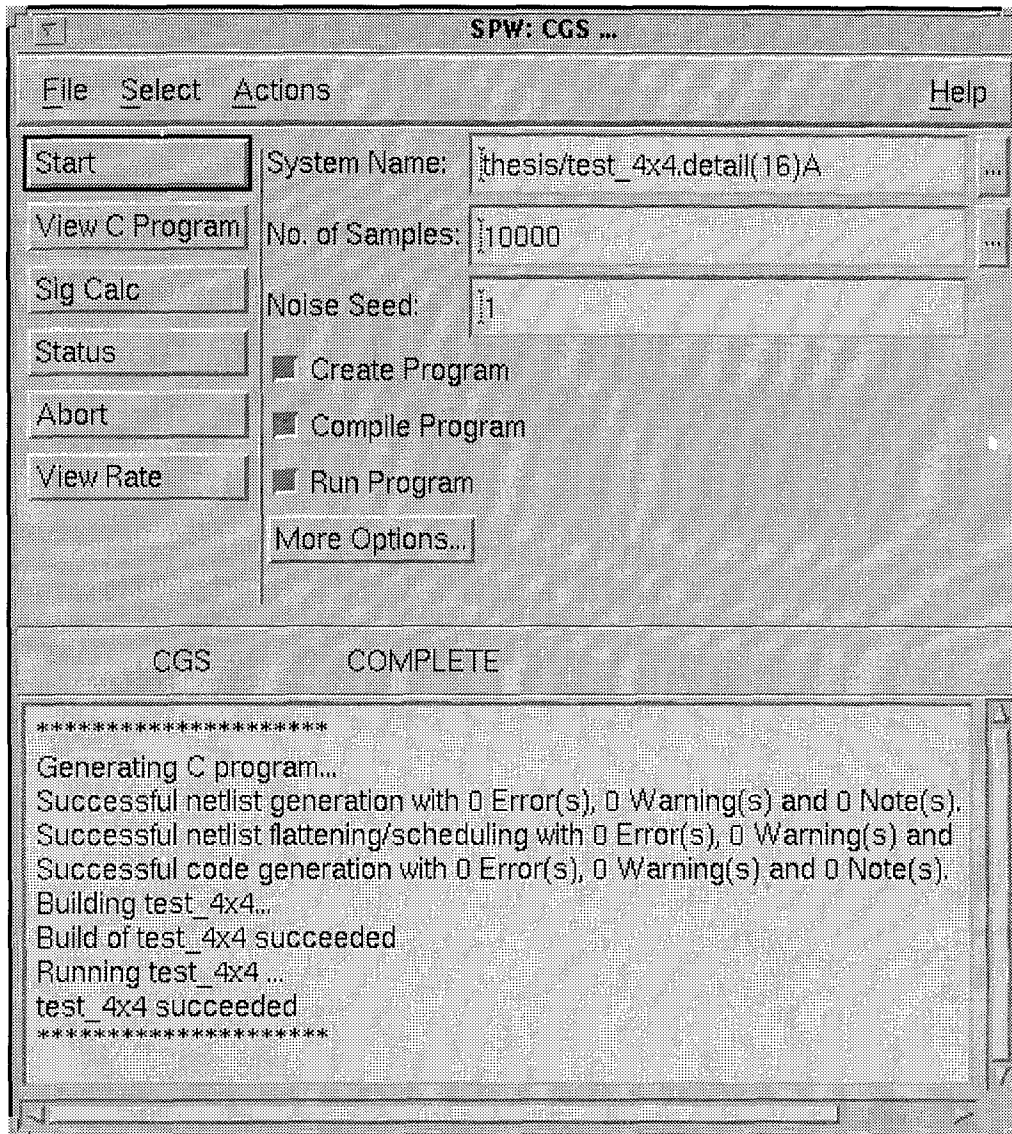 SPW: CGS ...
File Select Actions Help
Start
View C Program
Sig Calc
Status
Abort
View Rate
System Name: thesis/test_4x4.detail(16)A ...
No. of Samples: 10000 ...
Noise Seed: 1
Create Program
Compile Program
Run Program
More Options...
CGS COMPLETE
*********************
Generating C program...
Successful netlist generation with 0 Error(s), 0 Warning(s) and 0 Note(s).
Successful netlist flattening/scheduling with 0 Error(s), 0 Warning(s) and
Successful code generation with 0 Error(s), 0 Warning(s) and 0 Note(s).
Building test_4x4...
Build of test_4x4 succeeded
Running test_4x4 ...
test_4x4 succeeded
*********************